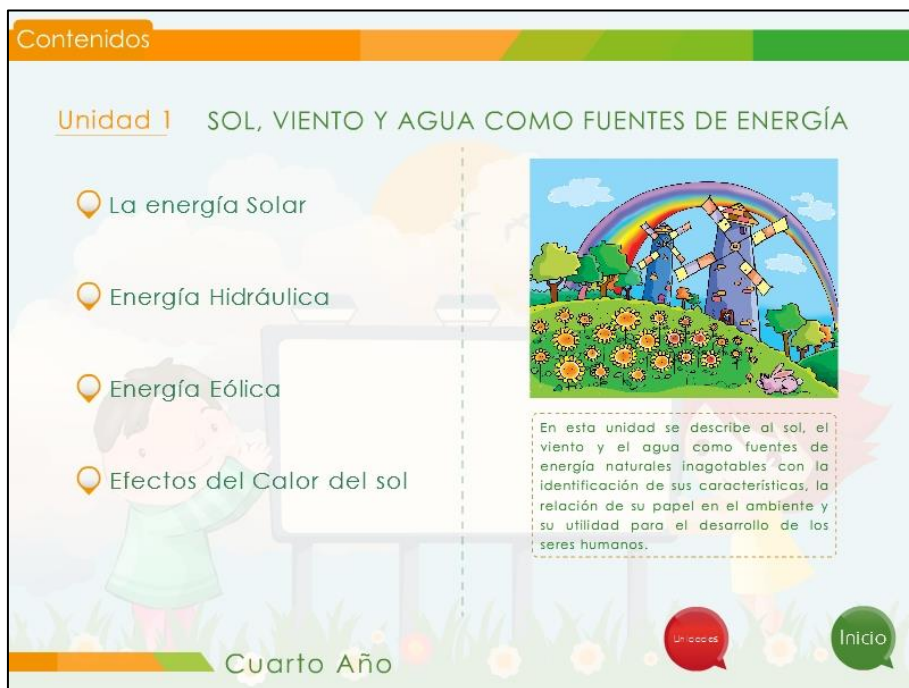 Contenidos
Unidad 1 SOL, VIENTO Y AGUA COMO FUENTES DE ENERGÍA
La energía Solar
Energía Hidráulica
Energía Eólica
Efectos del Calor del sol
En esta unidad se describe al sol, el
viento y el agua como fuentes de
energía naturales inagotables con la
identificación de sus características, la
relación de su papel en el ambiente y
su utilidad para el desarrollo de los
seres humanos.
Unidades
Inicio
Cuarto Año